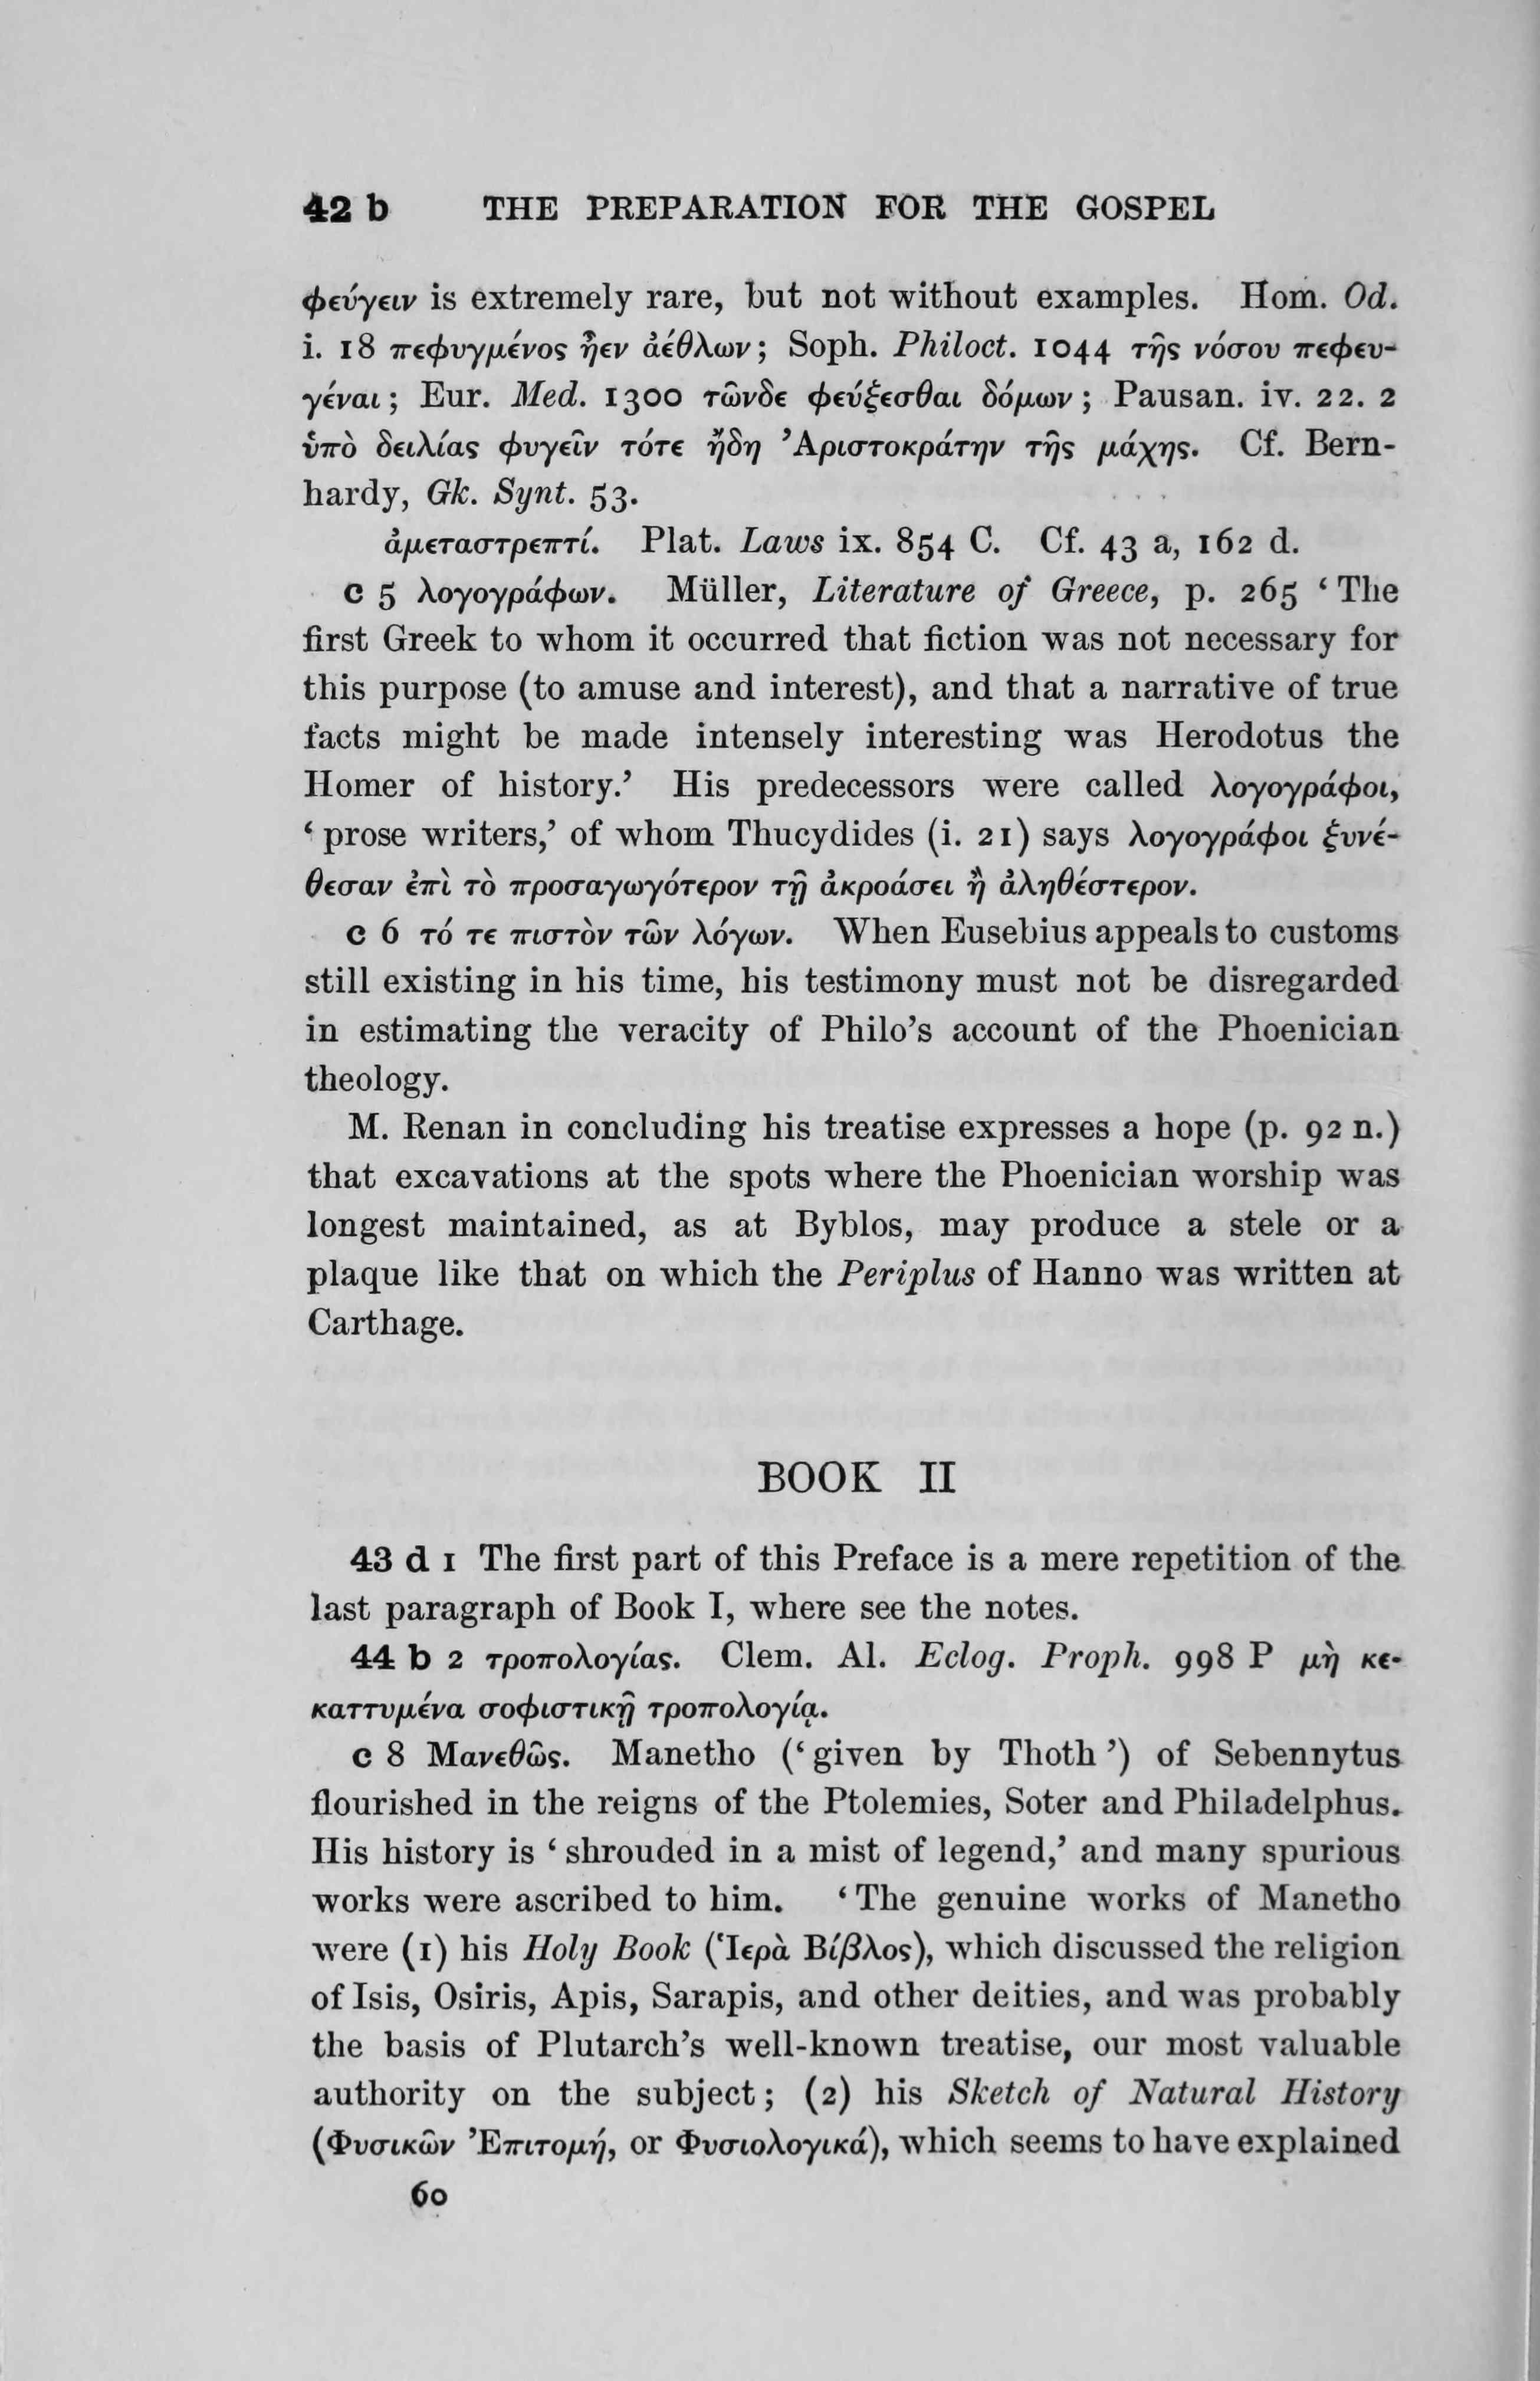 42 b THE PREPARATION FOR THE GOSPEL
φεύγειν is extremely rare, but not without examples. Hom. Od.
i. 18 πεφυγμένος ἦεν ἀέθλων; Soph. Philoct. 1044 τῆς νόσου πεφευ-
γέναι; Eur. Med. 1300 τῶνδε φεύξεσθαι δόμων; Pausan. iv. 22. 2
ὑπὸ δειλίας φυγεῖν τότε ἤδη Ἀριστοκράτην τῆς μάχης. Cf. Bern-
hardy, Gk. Synt. 53.
ἀμεταστρεπτί. Plat. Laws ix. 854 C. Cf. 43 a, 162 d.
c 5 λογογράφων. Müller, Literature of Greece, p. 265 ‘The
first Greek to whom it occurred that fiction was not necessary for
this purpose (to amuse and interest), and that a narrative of true
facts might be made intensely interesting was Herodotus the
Homer of history.’ His predecessors were called λογογράφοι,
‘prose writers,’ of whom Thucydides (i. 21) says λογογράφοι ξυνέ-
θεσαν ἐπὶ τὸ προσαγωγότερον τῇ ἀκροάσει ἢ ἀληθέστερον.
c 6 τό τε πιστὸν τῶν λόγων. When Eusebius appeals to customs
still existing in his time, his testimony must not be disregarded
in estimating the veracity of Philo’s account of the Phoenician
theology.
M. Renan in concluding his treatise expresses a hope (p. 92 n.)
that excavations at the spots where the Phoenician worship was
longest maintained, as at Byblos, may produce a stele or a
plaque like that on which the Periplus of Hanno was written at
Carthage.
BOOK II
43 d 1 The first part of this Preface is a mere repetition of the
last paragraph of Book I, where see the notes.
44 b 2 τροπολογίας. Clem. Al. Eclog. Proph. 998 P μὴ κε-
καττυμένα σοφιστικῇ τροπολογίᾳ.
c 8 Μανεθῶς. Manetho (‘given by Thoth’) of Sebennytus
flourished in the reigns of the Ptolemies, Soter and Philadelphus.
His history is ‘shrouded in a mist of legend,’ and many spurious
works were ascribed to him. ‘The genuine works of Manetho
were (1) his Holy Book (Ἱερὰ Βίβλος), which discussed the religion
of Isis, Osiris, Apis, Sarapis, and other deities, and was probably
the basis of Plutarch’s well-known treatise, our most valuable
authority on the subject; (2) his Sketch of Natural History
(Φυσικῶν Ἐπιτομή, or Φυσιολογικά), which seems to have explained
60